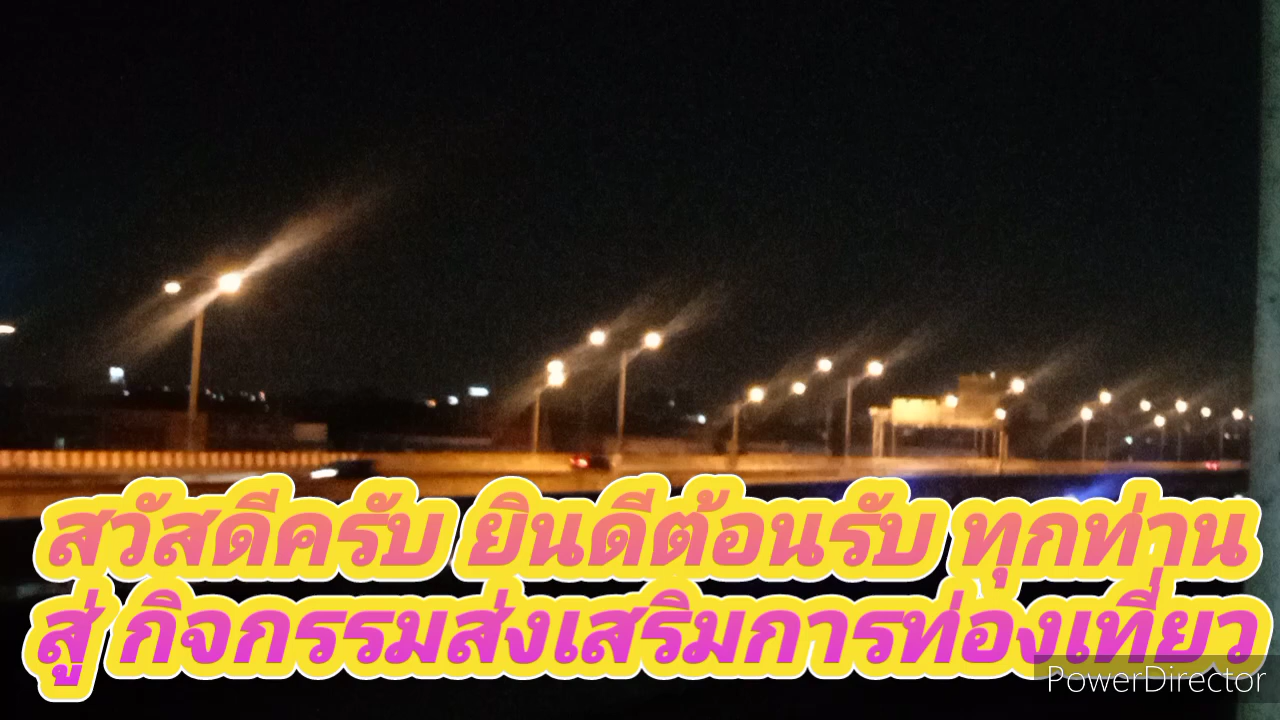 สวัสดีครับ ยินดีต้อนรับ ทุกท่าน
สู่ กิจกรรมส่งเสริมการท่องเที่ยว
PowerDirector